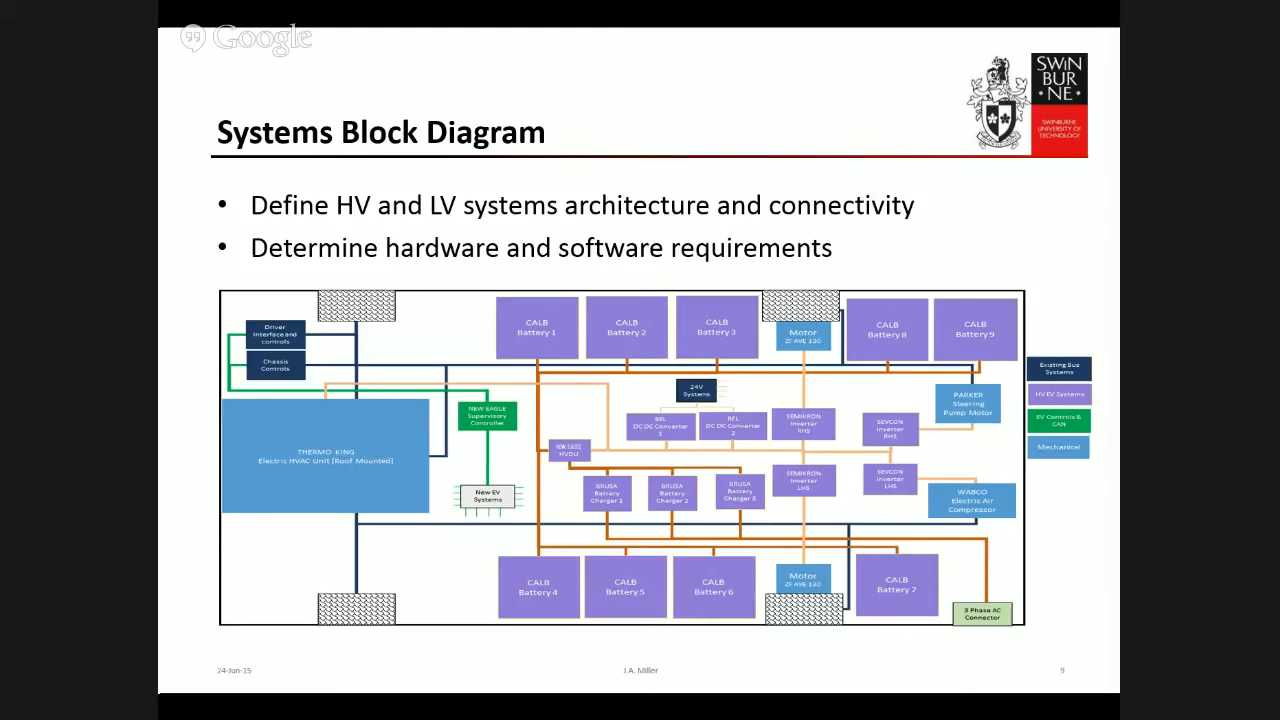 Google
SWIN
BUR
NE
SWINBURNE
UNIVERSITY OF
TECHNOLOGY
Systems Block Diagram
• Define HV and LV systems architecture and connectivity
• Determine hardware and software requirements
Driver
Interface and
controls
Chassis
Controls
CALB
Battery 1
CALB
Battery 2
CALB
Battery 3
Motor
ZF AVE 130
CALB
Battery 8
CALB
Battery 9
Existing Bus
Systems
HV EV Systems
EV Controls &
CAN
Mechanical
24V
Systems
PARKER
Steering
Pump Motor
NEW EAGLE
Supervisory
Controller
BEL
DC DC Converter
1
BEL
DC DC Converter
2
SEMIKRON
Inverter
RHS
SEVCON
Inverter
RHS
THERMO KING
Electric HVAC Unit [Roof Mounted]
NEW EAGLE
HVDU
New EV
Systems
BRUSA
Battery
Charger 1
BRUSA
Battery
Charger 2
BRUSA
Battery
Charger 3
SEMIKRON
Inverter
LHS
SEVCON
Inverter
LHS
WABCO
Electric Air
Compressor
CALB
Battery 4
CALB
Battery 5
CALB
Battery 6
Motor
ZF AVE 130
CALB
Battery 7
3 Phase AC
Connector
24-Jun-15
J.A. Miller
9